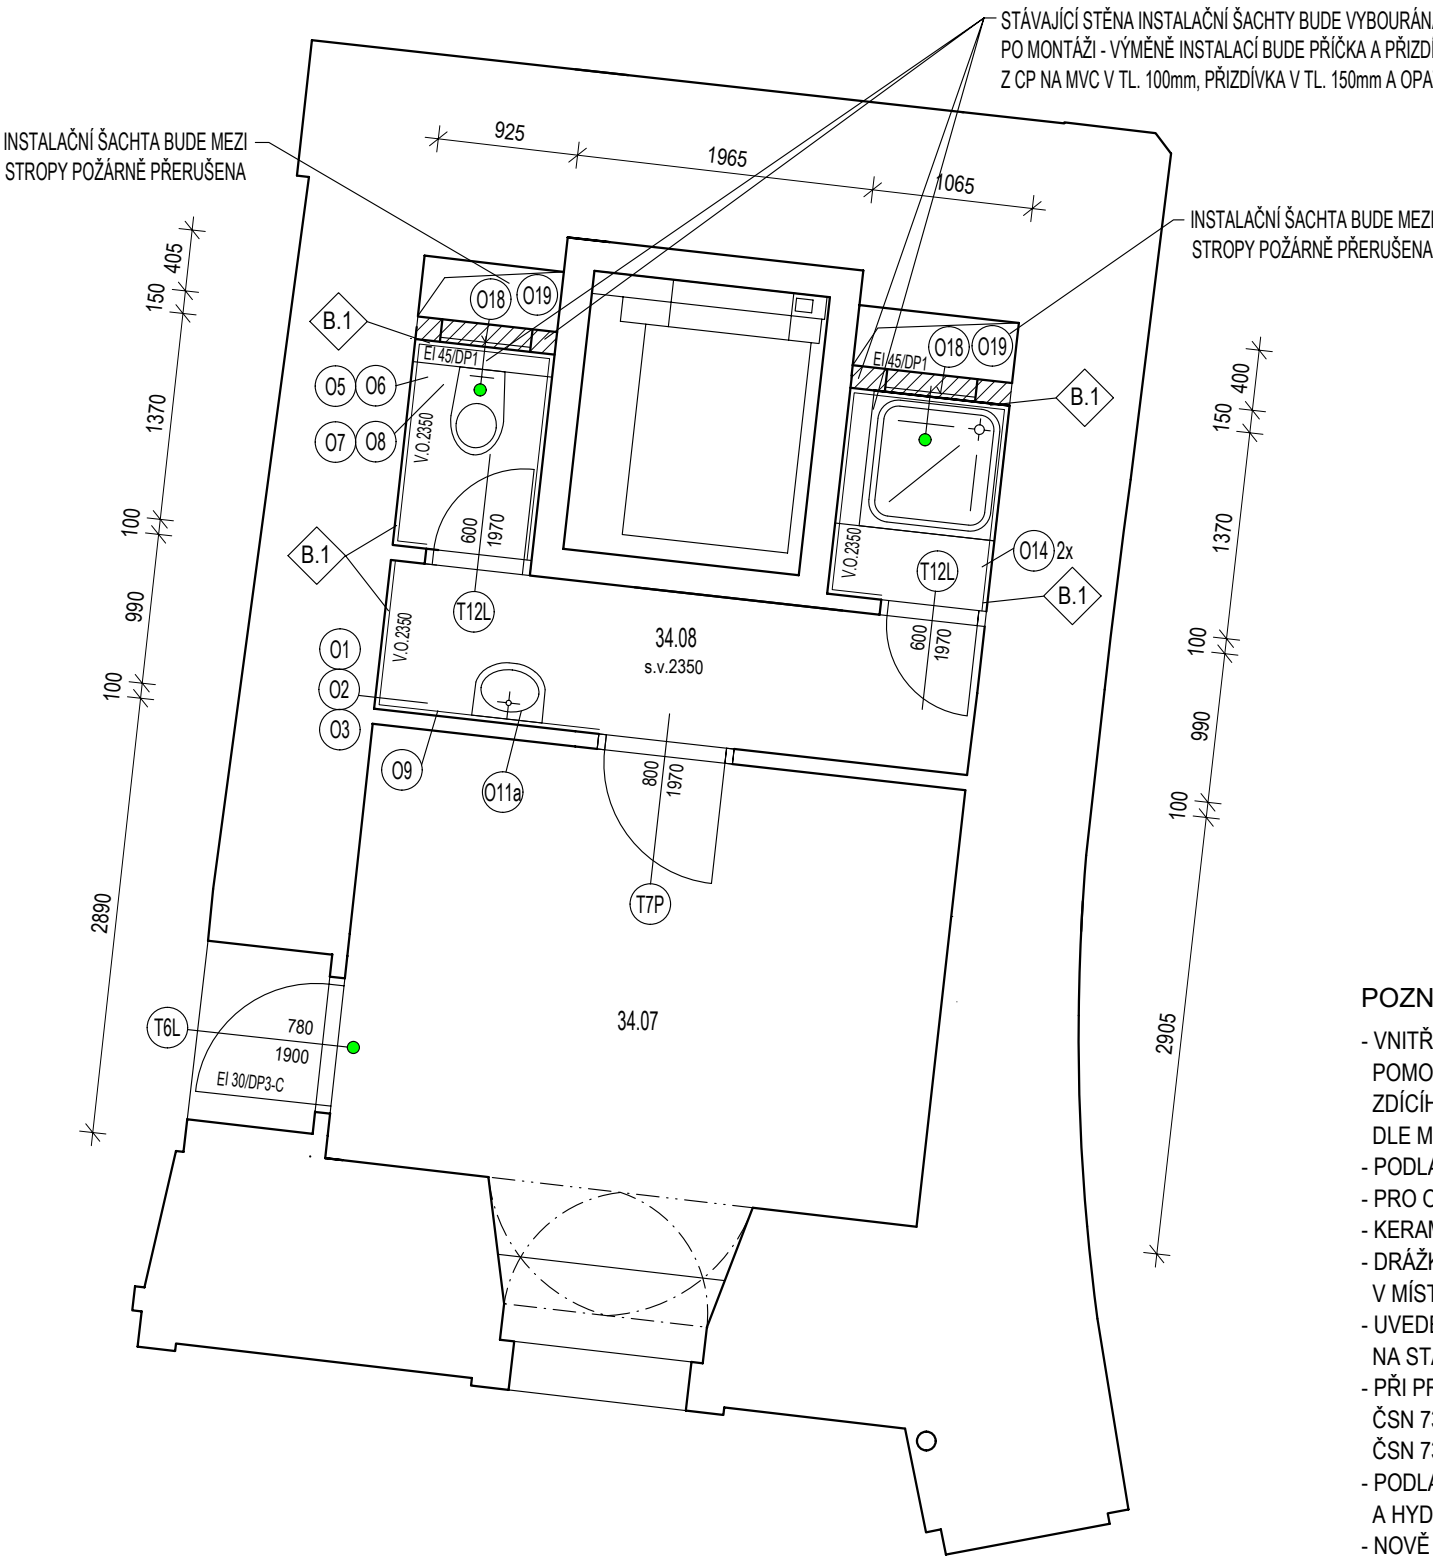 STÁVAJÍCÍ STĚNA INSTALAČNÍ ŠACHTY BUDE VYBOURÁNA
PO MONTÁŽI - VÝMĚNĚ INSTALACÍ BUDE PŘÍČKA A PŘIZDÍ
Z CP NA MVC V TL. 100mm, PŘIZDÍVKA V TL. 150mm A OPA
INSTALAČNÍ ŠACHTA BUDE MEZI
STROPY POŽÁRNĚ PŘERUŠENA
925
1965
1065
INSTALAČNÍ ŠACHTA BUDE MEZI
STROPY POŽÁRNĚ PŘERUŠENA
405
150
1370
100
990
100
2890
400
150
1370
100
990
100
2905
O18
O19
B.1
EI 45/DP1
O5
O6
O7
O8
V.O.2350
600
1970
B.1
T12L
O18
O19
EI 45/DP1
B.1
V.O.2350
O14
2x
T12L
B.1
600
1970
V.O.2350
34.08
s.v.2350
O1
O2
O3
O9
O11a
800
1970
T7P
T6L
780
1900
EI 30/DP3-C
34.07
POZN
- VNITŘ
POMO
ZDÍCÍH
DLE M
- PODLA
- PRO O
- KERAM
- DRÁŽK
V MÍST
- UVEDE
NA STA
- PŘI PR
ČSN 73
ČSN 73
- PODLA
A HYD
- NOVĚ